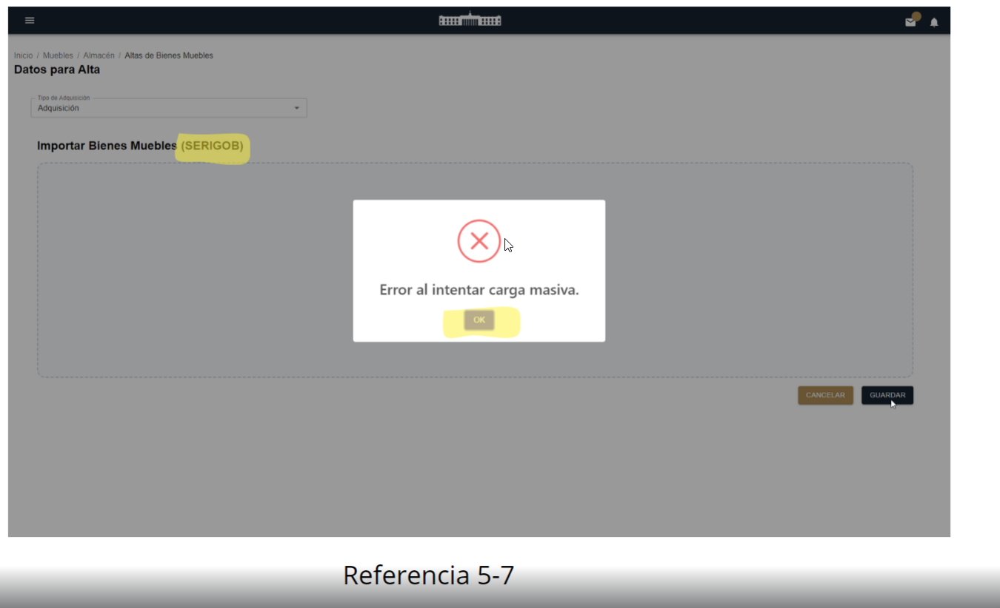 Inicio / Muebles / Almacén / Altas de Bienes Muebles
Datos para Alta
Tipo de Adquisición
Adquisición
Importar Bienes Muebles (SERIGOB)
Error al intentar carga masiva.
OK
CANCELAR GUARDAR
Referencia 5-7